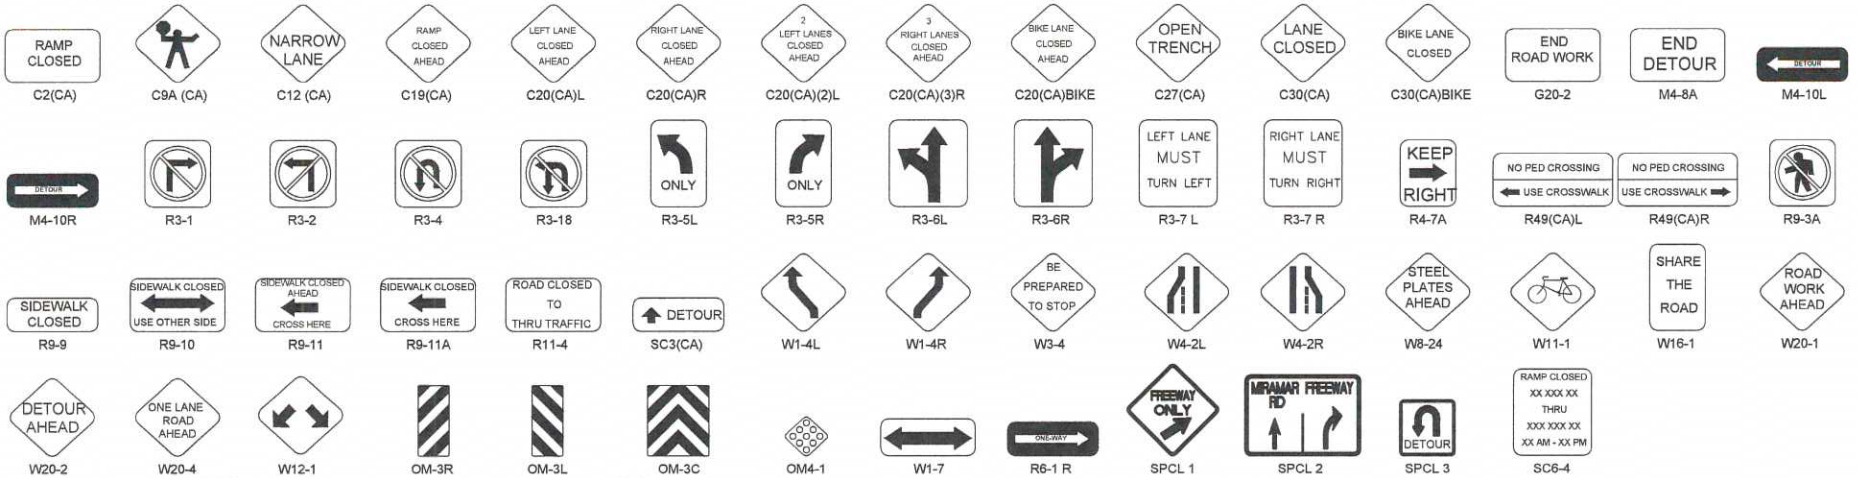 RAMP
CLOSED
C2(CA)
C9A (CA)
NARROW
LANE
C12 (CA)
RAMP
CLOSED
AHEAD
C19(CA)
LEFT LANE
CLOSED
AHEAD
C20(CA)L
RIGHT LANE
CLOSED
AHEAD
C20(CA)R
2
LEFT LANES
CLOSED
AHEAD
C20(CA)(2)L
3
RIGHT LANES
CLOSED
AHEAD
C20(CA)(3)R
BIKE LANE
CLOSED
AHEAD
C20(CA)BIKE
OPEN
TRENCH
C27(CA)
LANE
CLOSED
C30(CA)
BIKE LANE
CLOSED
C30(CA)BIKE
END
ROAD WORK
G20-2
END
DETOUR
M4-8A
DETOUR
M4-10L
DETOUR
M4-10R
R3-1
R3-2
R3-4
R3-18
ONLY
R3-5L
ONLY
R3-5R
R3-6L
R3-6R
LEFT LANE
MUST
TURN LEFT
R3-7 L
RIGHT LANE
MUST
TURN RIGHT
R3-7 R
KEEP
RIGHT
R4-7A
NO PED CROSSING
USE CROSSWALK
R49(CA)L
NO PED CROSSING
USE CROSSWALK
R49(CA)R
R9-3A
SIDEWALK
CLOSED
R9-9
SIDEWALK CLOSED
USE OTHER SIDE
R9-10
SIDEWALK CLOSED
AHEAD
CROSS HERE
R9-11
SIDEWALK CLOSED
CROSS HERE
R9-11A
ROAD CLOSED
TO
THRU TRAFFIC
R11-4
DETOUR
SC3(CA)
W1-4L
W1-4R
BE
PREPARED
TO STOP
W3-4
W4-2L
W4-2R
STEEL
PLATES
AHEAD
W8-24
W11-1
SHARE
THE
ROAD
W16-1
ROAD
WORK
AHEAD
W20-1
DETOUR
AHEAD
W20-2
ONE LANE
ROAD
AHEAD
W20-4
W12-1
OM-3R
OM-3L
OM-3C
OM4-1
W1-7
ONE-WAY
R6-1 R
FREEWAY
ONLY
SPCL 1
MIRAMAR FREEWAY
RD
SPCL 2
DETOUR
SPCL 3
RAMP CLOSED
XX XXX XX
THRU
XXX XXX XX
XX AM - XX PM
SC6-4